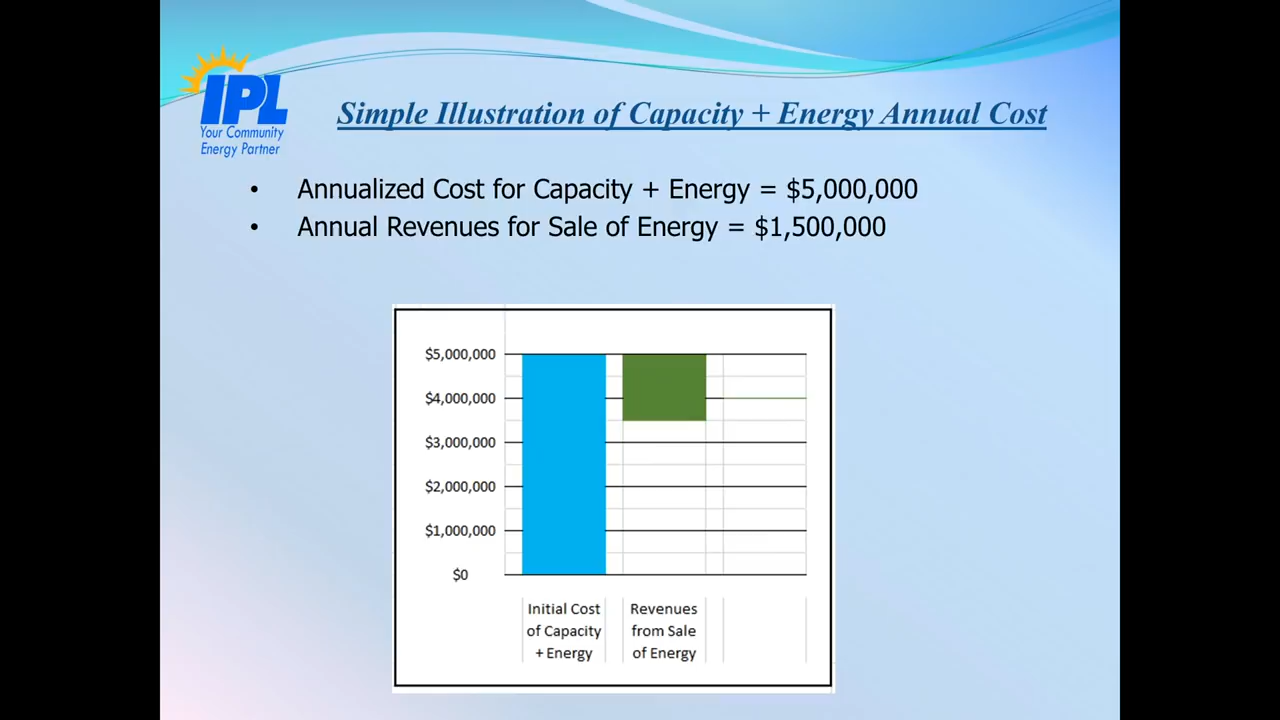 IPL
Your Community
Energy Partner
Simple Illustration of Capacity + Energy Annual Cost
• Annualized Cost for Capacity + Energy = $5,000,000
• Annual Revenues for Sale of Energy = $1,500,000
$5,000,000
$4,000,000
$3,000,000
$2,000,000
$1,000,000
$0
Initial Cost
of Capacity
+ Energy
Revenues
from Sale
of Energy